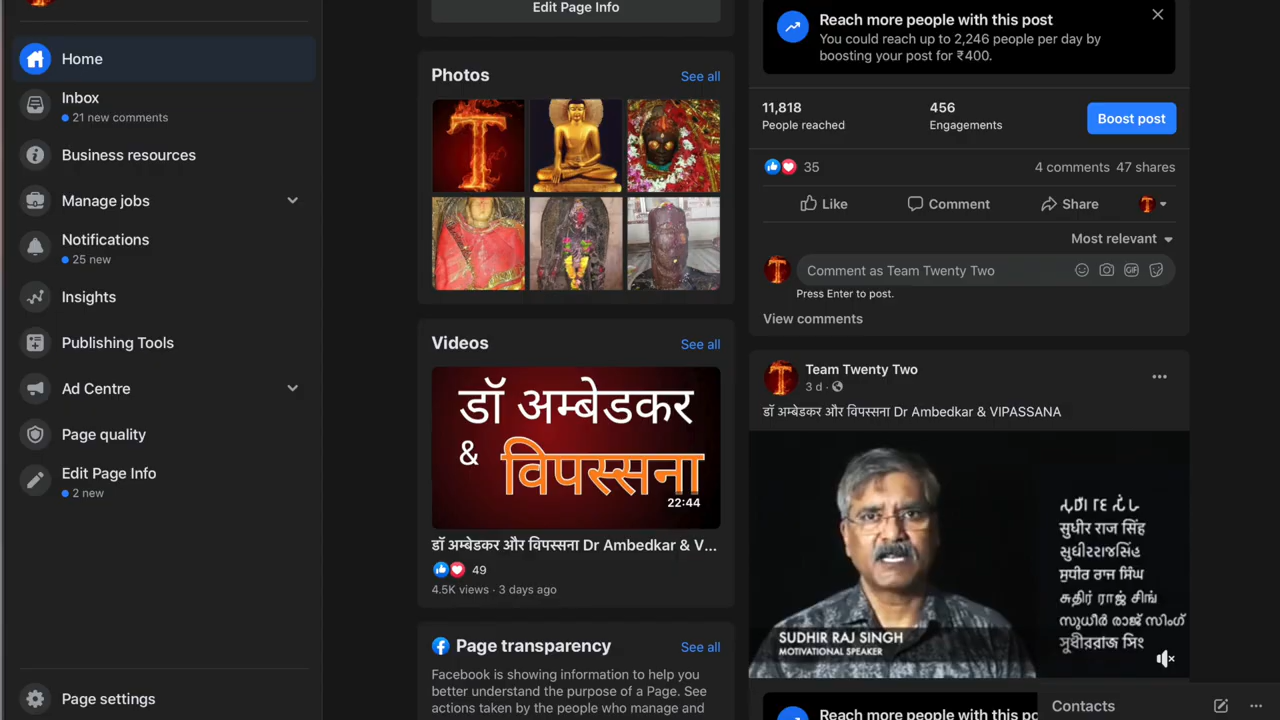 Home
Inbox
21 new comments
Business resources
Manage jobs
Notifications
25 new
Insights
Publishing Tools
Ad Centre
Page quality
Edit Page Info
2 new
Page settings
Edit Page Info
Photos
See all
T
Videos
See all
डॉ अम्बेडकर
&
विपस्सना
22:44
डॉ अम्बेडकर और विपस्सना Dr Ambedkar & V...
49
4.5K views · 3 days ago
Page transparency
See all
Facebook is showing information to help you
better understand the purpose of a Page. See
actions taken by the people who manage and
Reach more people with this post
You could reach up to 2,246 people per day by
boosting your post for ₹400.
11,818
People reached
456
Engagements
Boost post
35
4 comments 47 shares
Like
Comment
Share
Most relevant
Comment as Team Twenty Two
GIF
Press Enter to post.
View comments
Team Twenty Two
3 d ·
डॉ अम्बेडकर और विपस्सना Dr Ambedkar & VIPASSANA
सुधीर राज सिंह
સુધીરરાજસિંહ
ਸੁਧੀਰ ਰਾਜ ਸਿੰਘ
சுதிர் ராஜ் சிங்
സുധീർ രാജ് സിംഗ്
SUDHIR RAJ SINGH
MOTIVATIONAL SPEAKER
Reach more people with this po
Contacts